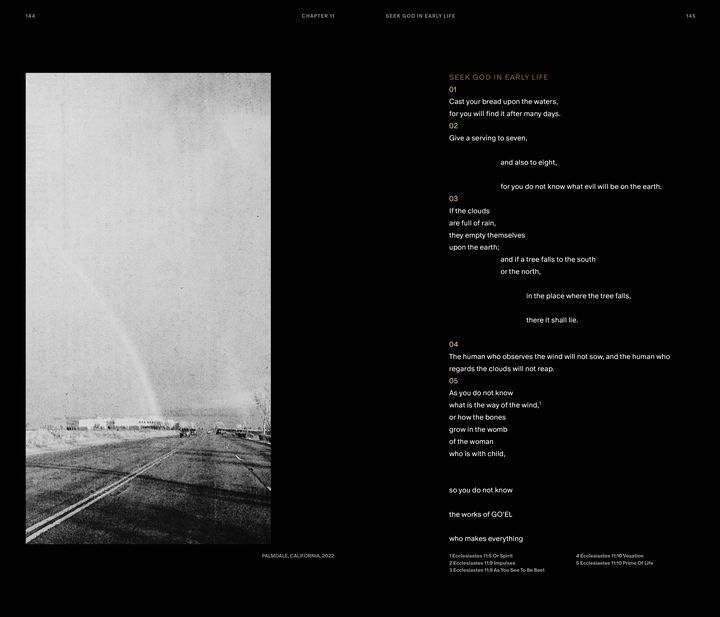 144
CHAPTER 11
SEEK GOD IN EARLY LIFE
145
PALMDALE, CALIFORNIA, 2022
SEEK GOD IN EARLY LIFE
01
Cast your bread upon the waters,
for you will find it after many days.
02
Give a serving to seven,
and also to eight,
for you do not know what evil will be on the earth.
03
If the clouds
are full of rain,
they empty themselves
upon the earth;
and if a tree falls to the south
or the north,
in the place where the tree falls,
there it shall lie.
04
The human who observes the wind will not sow, and the human who
regards the clouds will not reap.
05
As you do not know
what is the way of the wind,¹
or how the bones
grow in the womb
of the woman
who is with child,
so you do not know
the works of GO'EL
who makes everything
1 Ecclesiastes 11:5 Or Spirit
2 Ecclesiastes 11:9 Impulses
3 Ecclesiastes 11:9 As You See To Be Best
4 Ecclesiastes 11:10 Vexation
5 Ecclesiastes 11:10 Prime Of Life